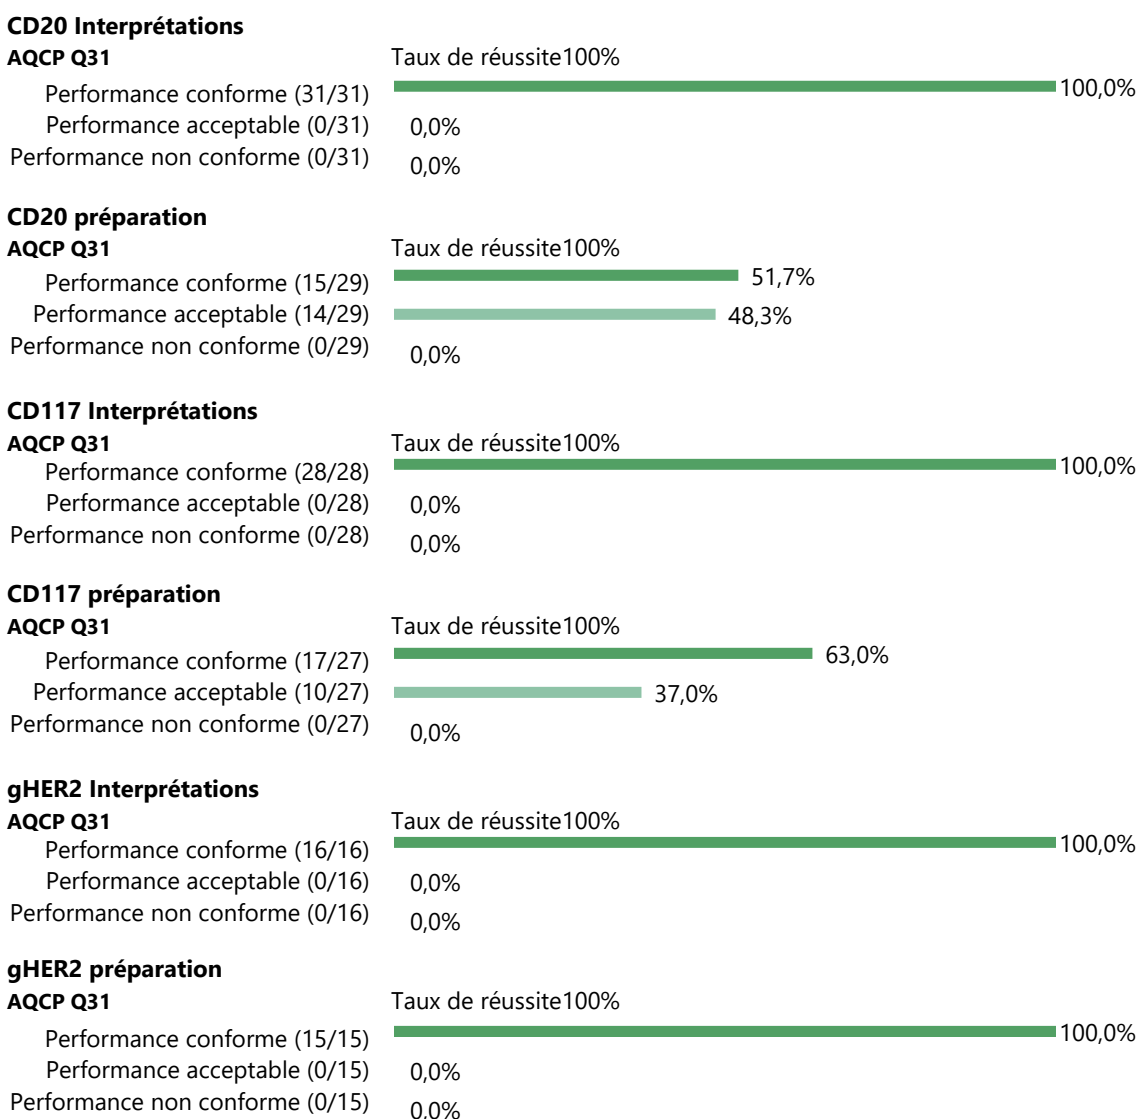 CD20 Interprétations
AQCP Q31 Taux de réussite100%
Performance conforme (31/31) 100,0%
Performance acceptable (0/31) 0,0%
Performance non conforme (0/31) 0,0%
CD20 préparation
AQCP Q31 Taux de réussite100%
Performance conforme (15/29) 51,7%
Performance acceptable (14/29) 48,3%
Performance non conforme (0/29) 0,0%
CD117 Interprétations
AQCP Q31 Taux de réussite100%
Performance conforme (28/28) 100,0%
Performance acceptable (0/28) 0,0%
Performance non conforme (0/28) 0,0%
CD117 préparation
AQCP Q31 Taux de réussite100%
Performance conforme (17/27) 63,0%
Performance acceptable (10/27) 37,0%
Performance non conforme (0/27) 0,0%
gHER2 Interprétations
AQCP Q31 Taux de réussite100%
Performance conforme (16/16) 100,0%
Performance acceptable (0/16) 0,0%
Performance non conforme (0/16) 0,0%
gHER2 préparation
AQCP Q31 Taux de réussite100%
Performance conforme (15/15) 100,0%
Performance acceptable (0/15) 0,0%
Performance non conforme (0/15) 0,0%